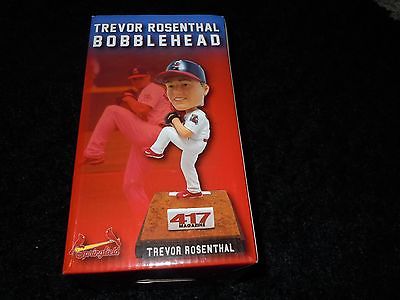 TREVOR ROSENTHAL
BOBBLEHEAD
417
MAGAZINE
TREVOR ROSENTHAL
Springfield